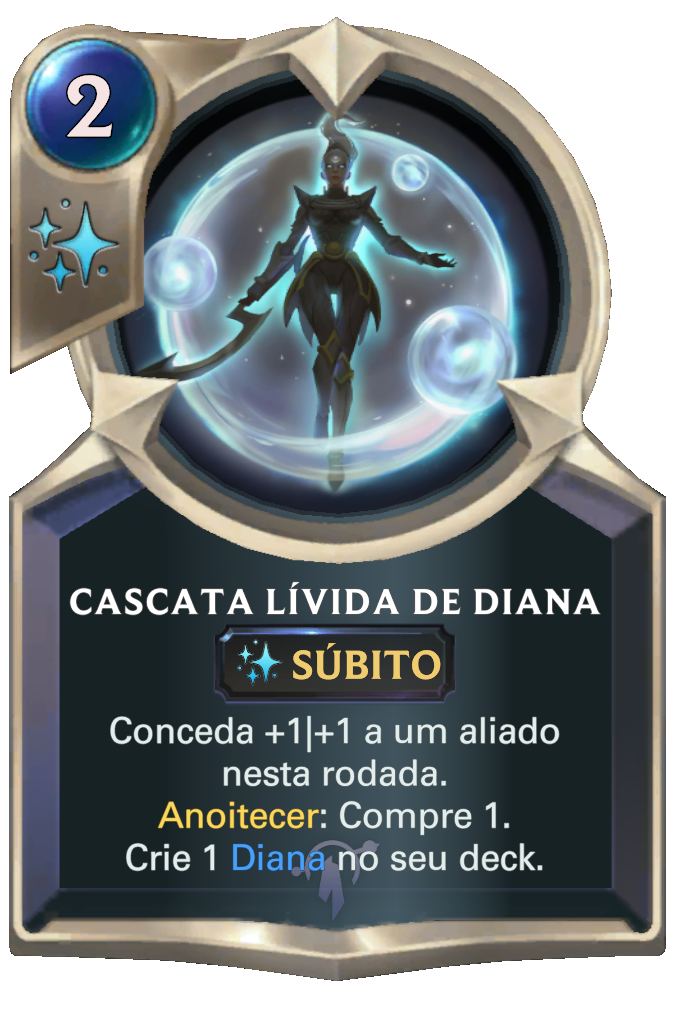 2
CASCATA LÍVIDA DE DIANA
SÚBITO
Conceda +1|+1 a um aliado
nesta rodada.
Anoitecer: Compre 1.
Crie 1 Diana no seu deck.